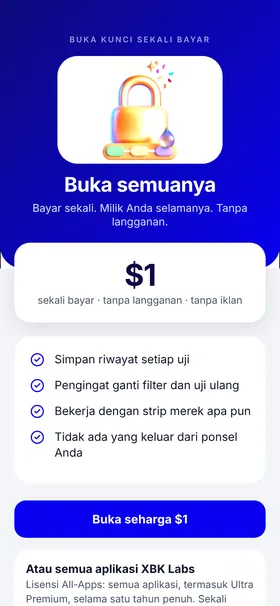 BUKA KUNCI SEKALI BAYAR
Buka semuanya
Bayar sekali. Milik Anda selamanya. Tanpa
langganan.
$1
sekali bayar · tanpa langganan · tanpa iklan
Simpan riwayat setiap uji
Pengingat ganti filter dan uji ulang
Bekerja dengan strip merek apa pun
Tidak ada yang keluar dari ponsel
Anda
Buka seharga $1
Atau semua aplikasi XBK Labs
Lisensi All-Apps: semua aplikasi, termasuk Ultra
Premium, selama satu tahun penuh. Sekali